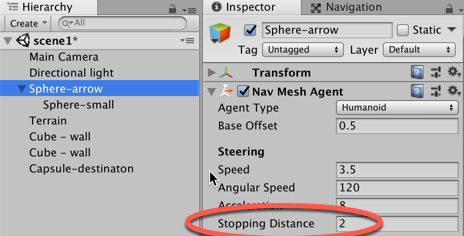 Hierarchy
Create
All
scene1*
Main Camera
Directional light
Sphere-arrow
Sphere-small
Terrain
Cube - wall
Cube - wall
Capsule-destinaton
Inspector
Navigation
Sphere-arrow
Static
Tag Untagged Layer Default
Transform
Nav Mesh Agent
Agent Type Humanoid
Base Offset 0.5
Steering
Speed 3.5
Angular Speed 120
Acceleration 8
Stopping Distance 2